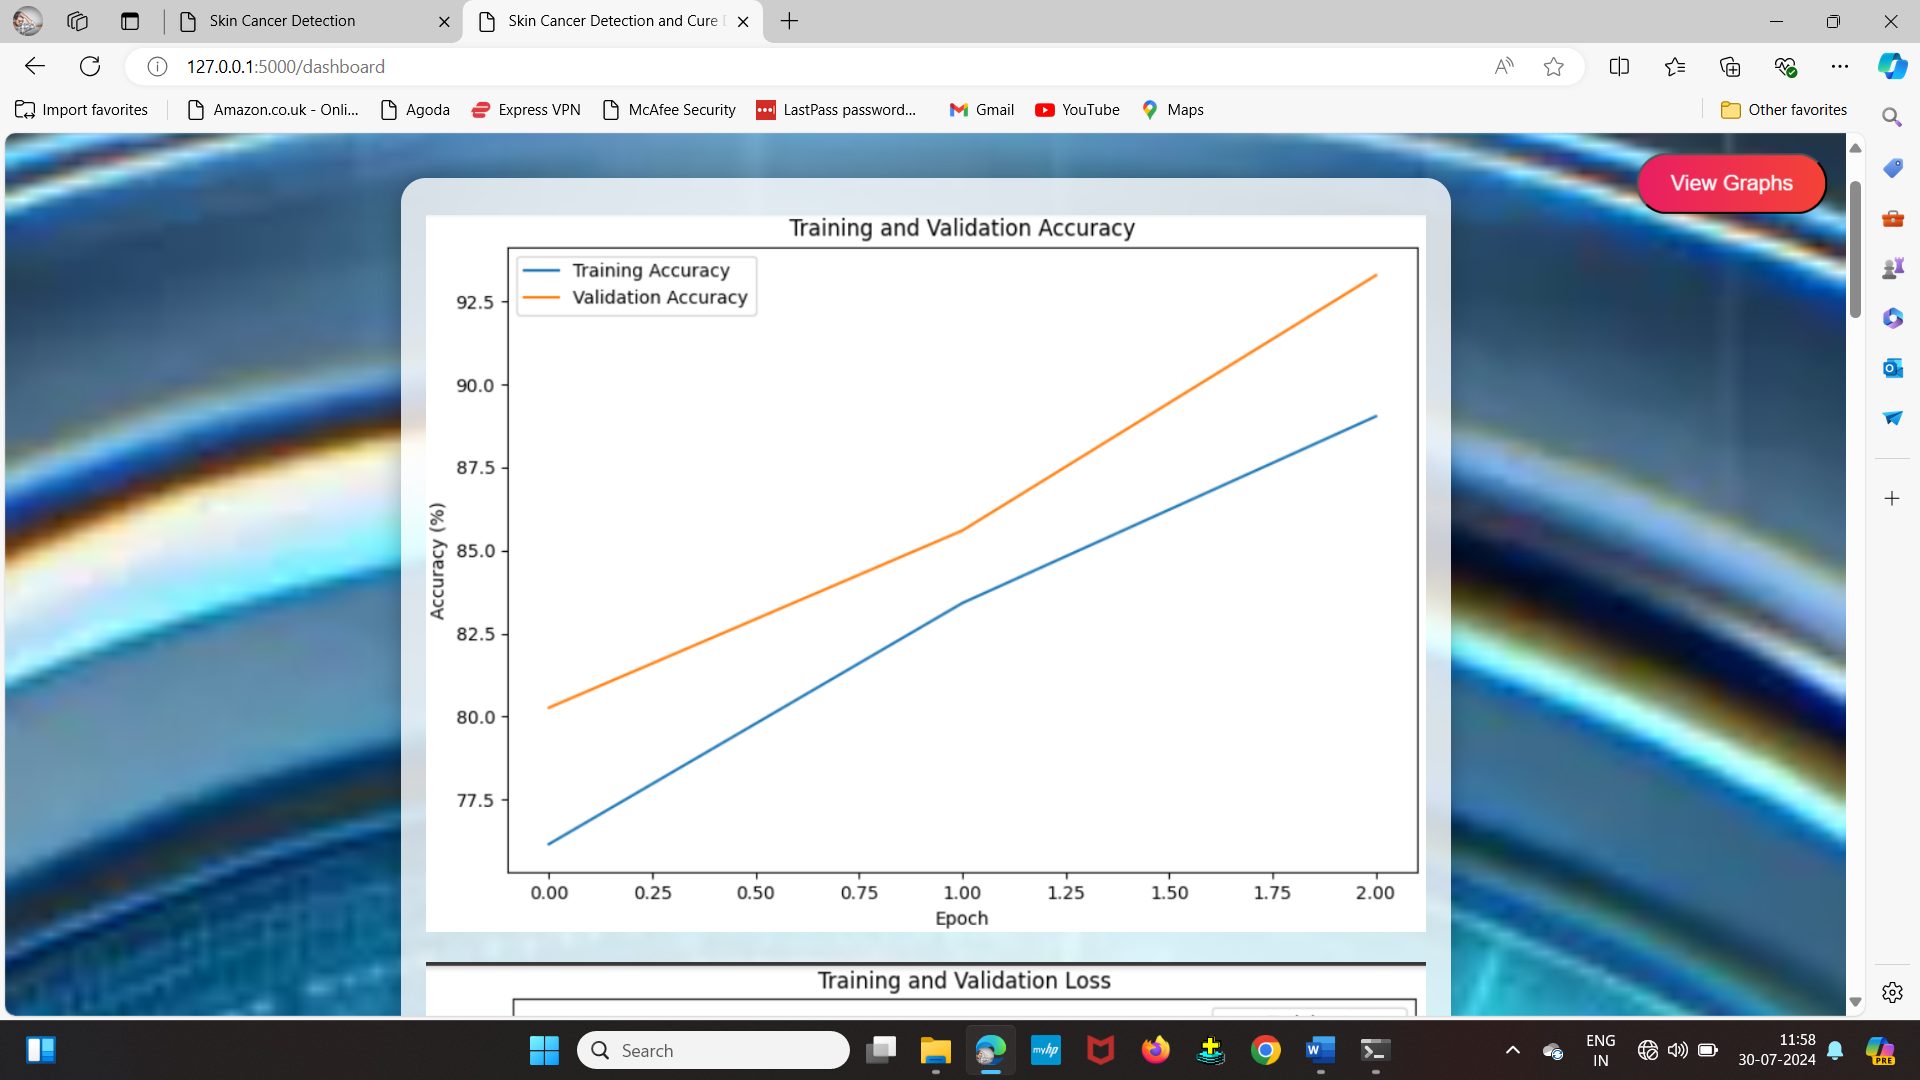 Skin Cancer Detection
Skin Cancer Detection and Cure
127.0.0.1:5000/dashboard
Import favorites
Amazon.co.uk - Onli...
Agoda
Express VPN
McAfee Security
LastPass password...
Gmail
YouTube
Maps
Other favorites
View Graphs
Training and Validation Accuracy
Training Accuracy
Validation Accuracy
92.5
90.0
87.5
85.0
82.5
80.0
77.5
Accuracy (%)
0.00 0.25 0.50 0.75 1.00 1.25 1.50 1.75 2.00
Epoch
Training and Validation Loss
Search
myhp
ENG
IN
11:58
30-07-2024
PRE